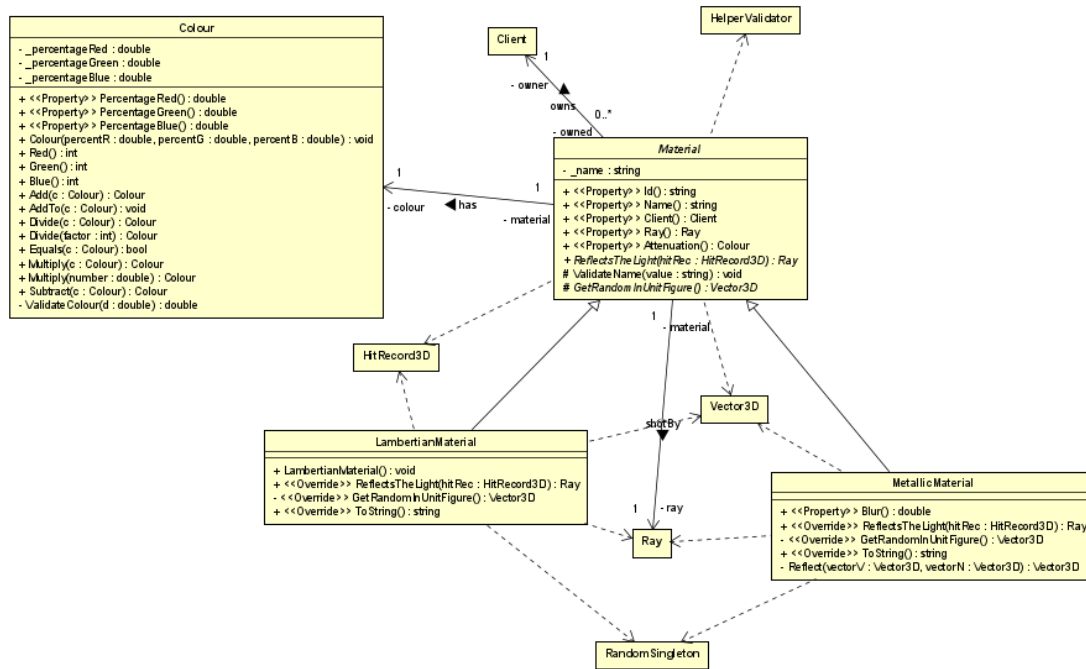 Colour
- _percentageRed : double
- _percentageGreen : double
- _percentageBlue : double
+ <<Property>> PercentageRed() : double
+ <<Property>> PercentageGreen() : double
+ <<Property>> PercentageBlue() : double
+ Colour(percentR : double, percentG : double, percentB : double) : void
+ Red() : int
+ Green() : int
+ Blue() : int
+ Add(c : Colour) : Colour
+ AddTo(c : Colour) : void
+ Divide(c : Colour) : Colour
+ Divide(factor : int) : Colour
+ Equals(c : Colour) : bool
+ Multiply(c : Colour) : Colour
+ Multiply(number : double) : Colour
+ Subtract(c : Colour) : Colour
- ValidateColour(d : double) : double
Client
1
- owner
owns
0..*
- owned
HelperValidator
1
- colour
has
1
- material
Material
- _name : string
+ <<Property>> Id() : string
+ <<Property>> Name() : string
+ <<Property>> Client() : Client
+ <<Property>> Ray() : Ray
+ <<Property>> Attenuation() : Colour
+ ReflectsTheLight(hitRec : HitRecord3D) : Ray
# ValidateName(value : string) : void
# GetRandomInUnitFigure() : Vector3D
1
- material
HitRecord3D
Vector3D
shotBy
LambertianMaterial
+ LambertianMaterial() : void
+ <<Override>> ReflectsTheLight(hitRec : HitRecord3D) : Ray
- <<Override>> GetRandomInUnitFigure() : Vector3D
+ <<Override>> ToString() : string
MetallicMaterial
+ <<Property>> Blur() : double
+ <<Override>> ReflectsTheLight(hitRec : HitRecord3D) : Ray
- <<Override>> GetRandomInUnitFigure() : Vector3D
+ <<Override>> ToString() : string
- Reflect(vectorV : Vector3D, vectorN : Vector3D) : Vector3D
1
- ray
Ray
RandomSingleton